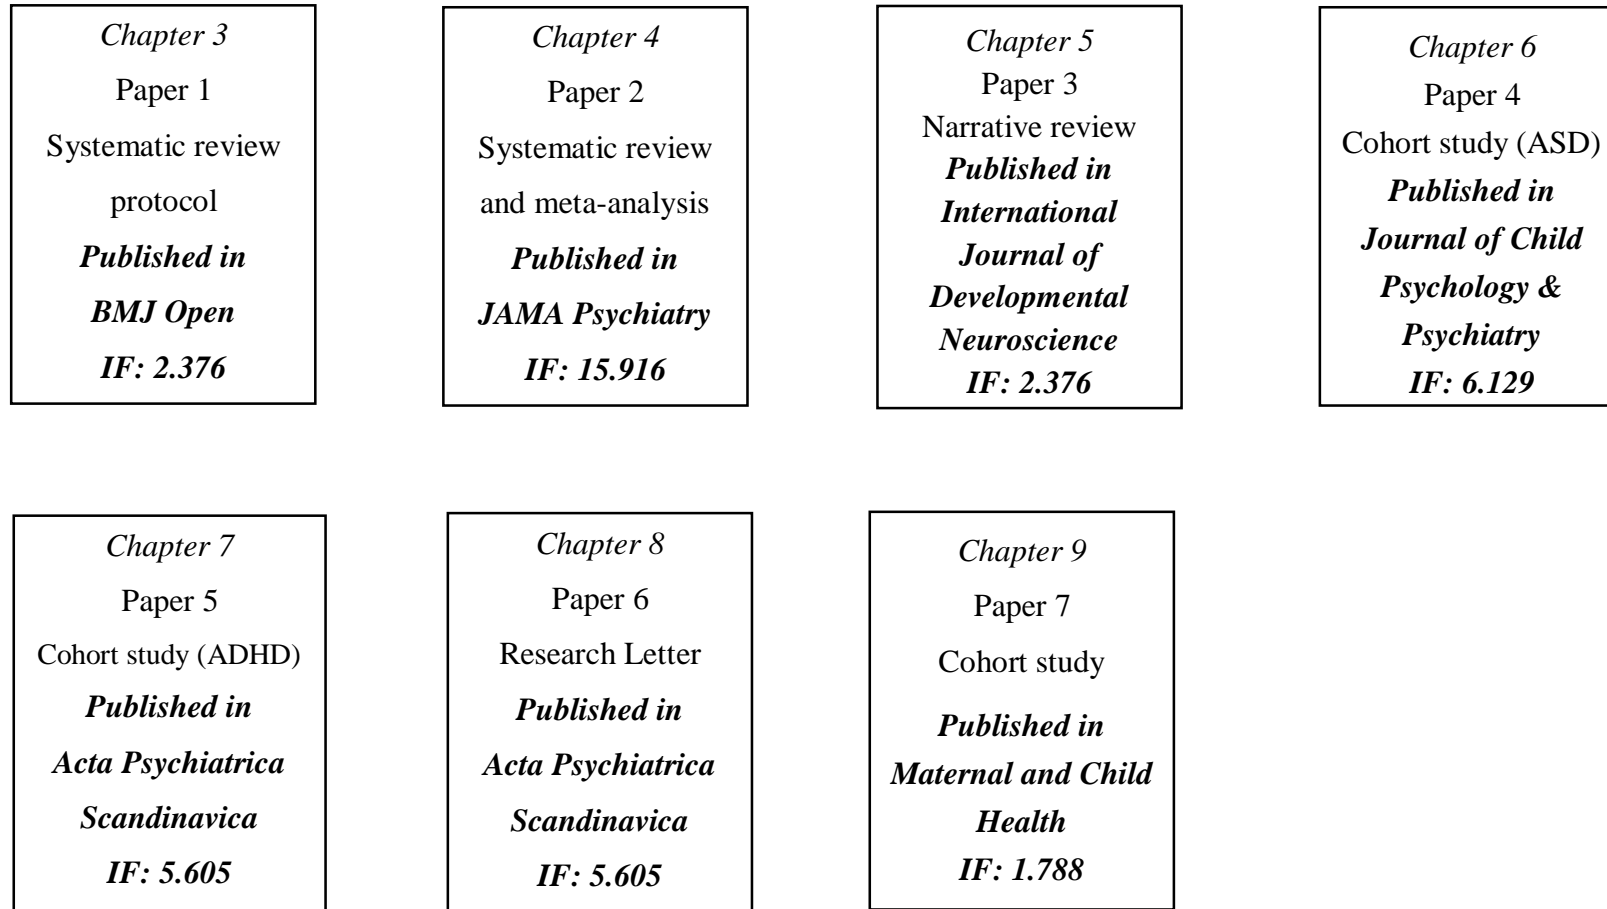 Chapter 3
Paper 1
Systematic review
protocol
Published in
BMJ Open
IF: 2.376
Chapter 4
Paper 2
Systematic review
and meta-analysis
Published in
JAMA Psychiatry
IF: 15.916
Chapter 5
Paper 3
Narrative review
Published in
International
Journal of
Developmental
Neuroscience
IF: 2.376
Chapter 6
Paper 4
Cohort study (ASD)
Published in
Journal of Child
Psychology &
Psychiatry
IF: 6.129
Chapter 7
Paper 5
Cohort study (ADHD)
Published in
Acta Psychiatrica
Scandinavica
IF: 5.605
Chapter 8
Paper 6
Research Letter
Published in
Acta Psychiatrica
Scandinavica
IF: 5.605
Chapter 9
Paper 7
Cohort study
Published in
Maternal and Child
Health
IF: 1.788